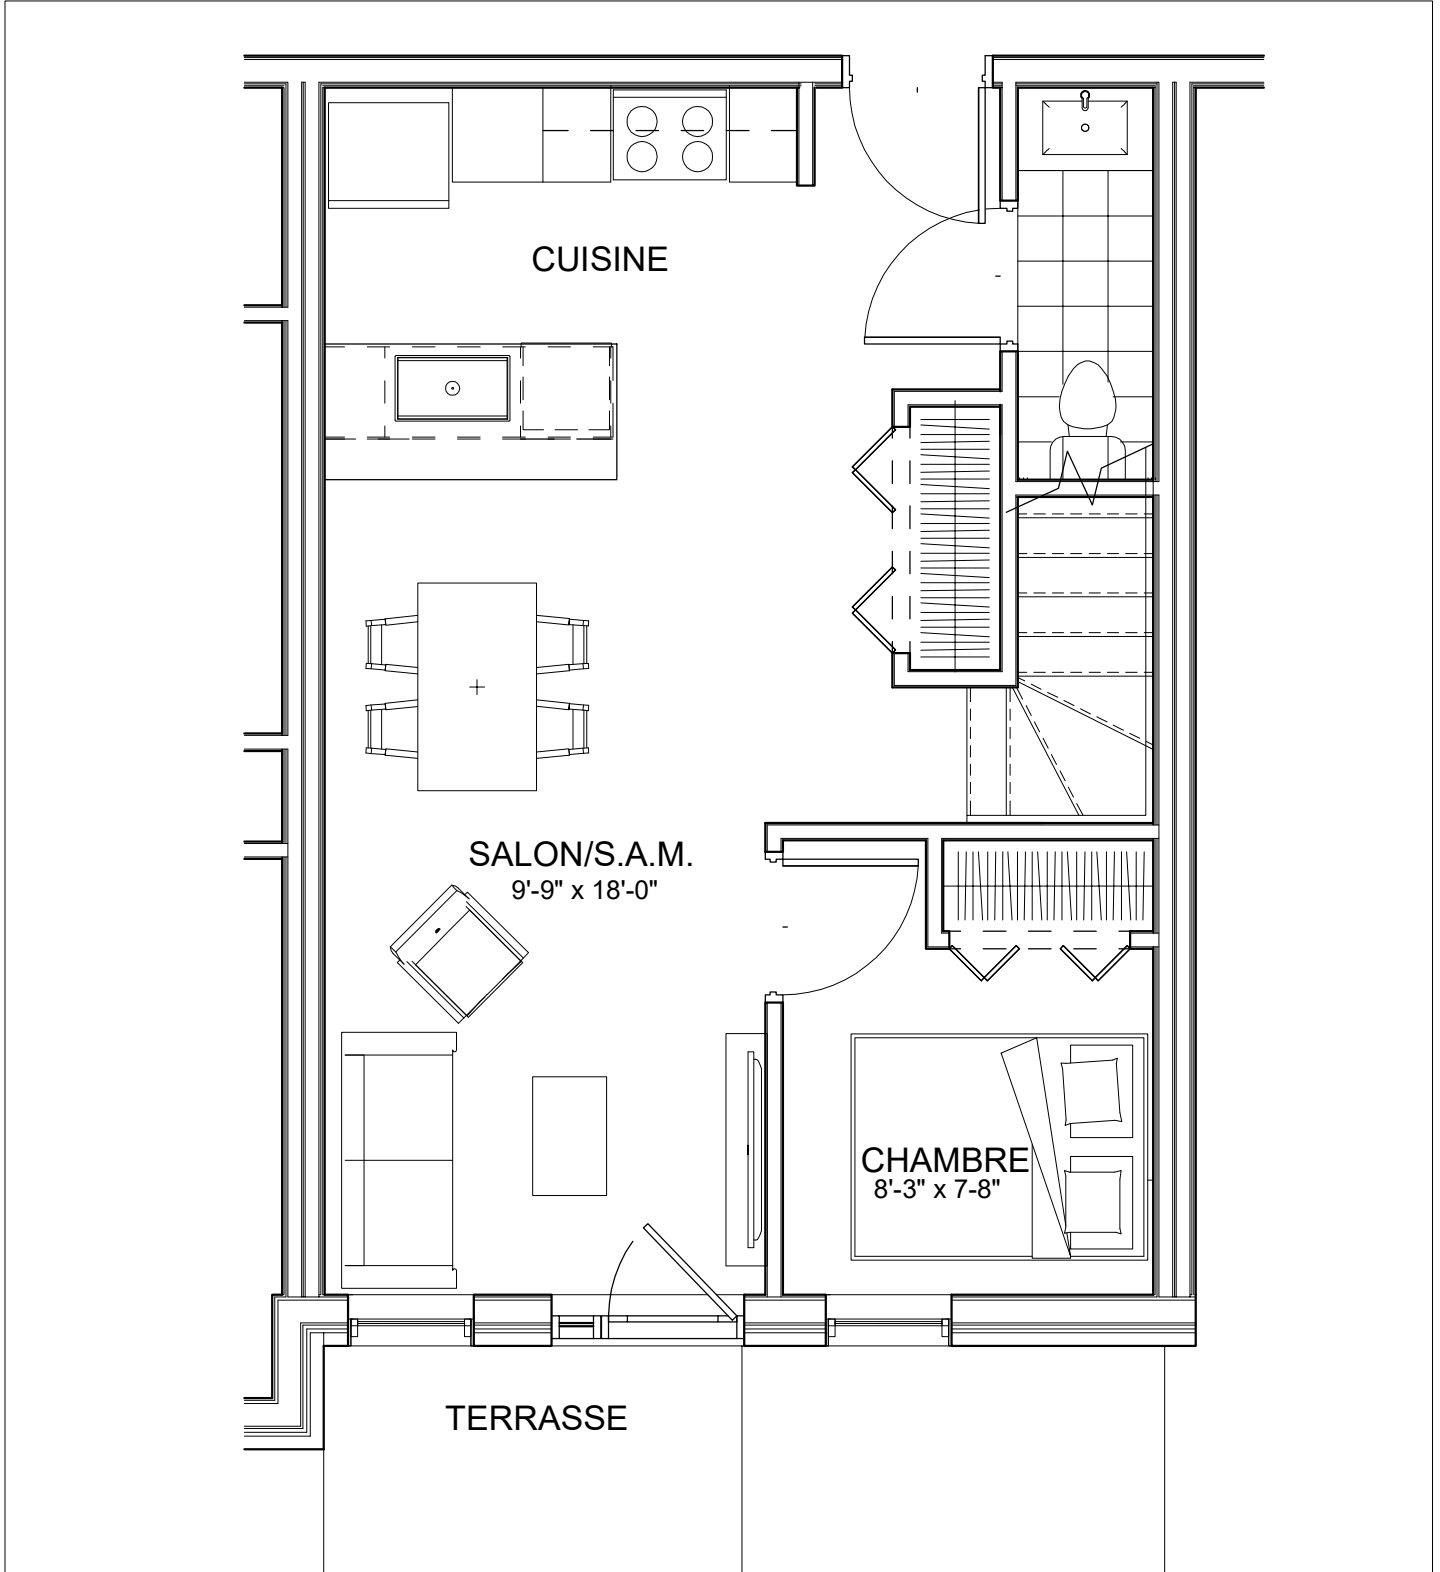 CUISINE
SALON/S.A.M.
9'-9" x 18'-0"
CHAMBRE
8'-3" x 7-8"
TERRASSE